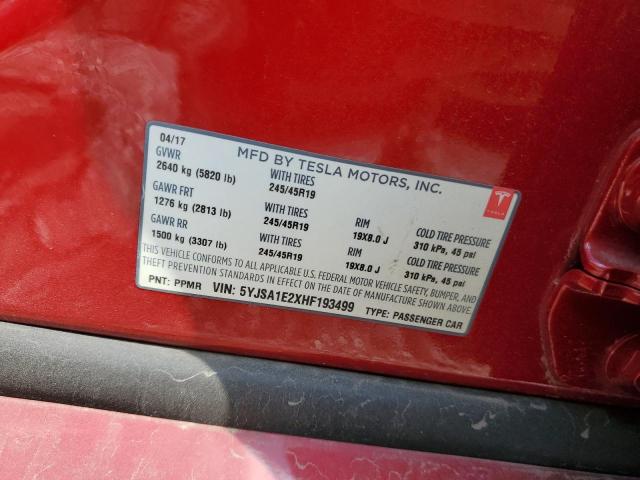 04/17
MFD BY TESLA MOTORS, INC.
GVWR
2640 kg (5820 lb) WITH TIRES 245/45R19
GAWR FRT
1276 kg (2813 lb) WITH TIRES 245/45R19 RIM 19X8.0 J COLD TIRE PRESSURE 310 kPa, 45 psi
GAWR RR
1500 kg (3307 lb) WITH TIRES 245/45R19 RIM 19X8.0 J COLD TIRE PRESSURE 310 kPa, 45 psi
THIS VEHICLE CONFORMS TO ALL APPLICABLE U.S. FEDERAL MOTOR VEHICLE SAFETY, BUMPER, AND
THEFT PREVENTION STANDARDS IN EFFECT ON THE DATE OF MANUFACTURE SHOWN ABOVE.
PNT: PPMR VIN: 5YJSA1E2XHF193499 TYPE: PASSENGER CAR
TESLA